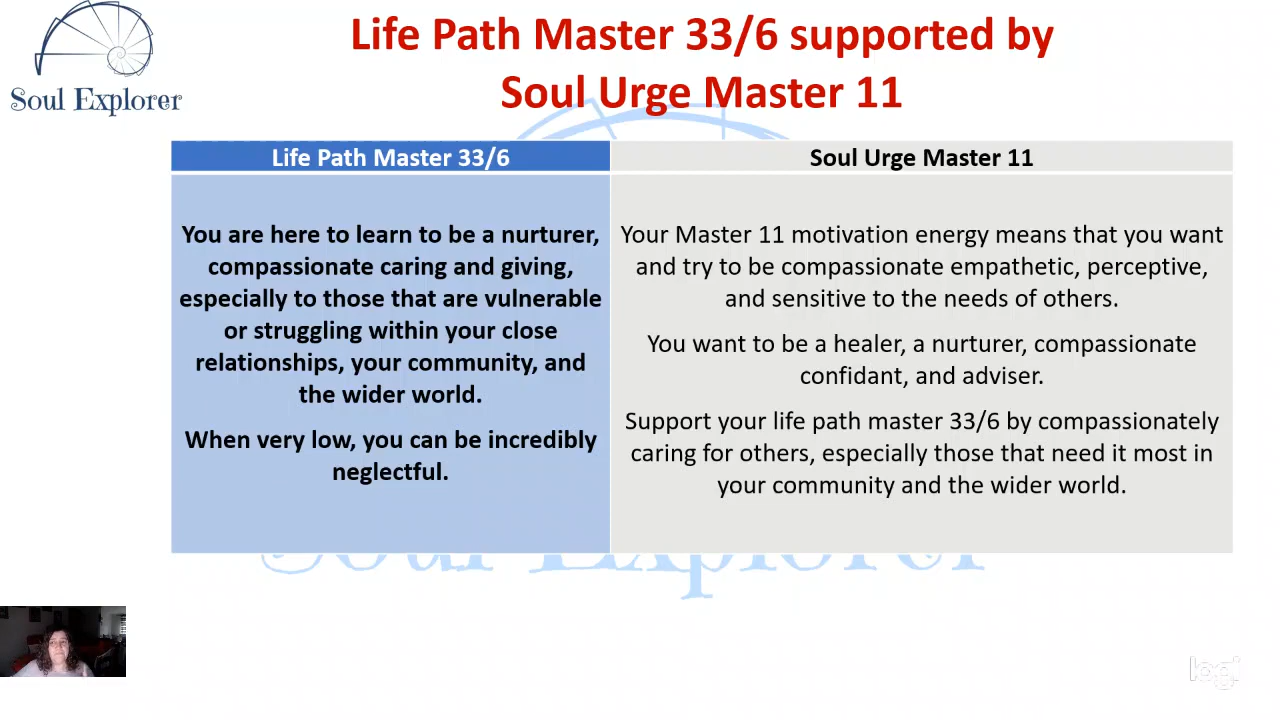 Soul Explorer
Life Path Master 33/6 supported by
Soul Urge Master 11
Life Path Master 33/6
Soul Urge Master 11
You are here to learn to be a nurturer,
compassionate caring and giving,
especially to those that are vulnerable
or struggling within your close
relationships, your community, and
the wider world.
When very low, you can be incredibly
neglectful.
Your Master 11 motivation energy means that you want
and try to be compassionate empathetic, perceptive,
and sensitive to the needs of others.
You want to be a healer, a nurturer, compassionate
confidant, and adviser.
Support your life path master 33/6 by compassionately
caring for others, especially those that need it most in
your community and the wider world.
Soul Explorer
logi